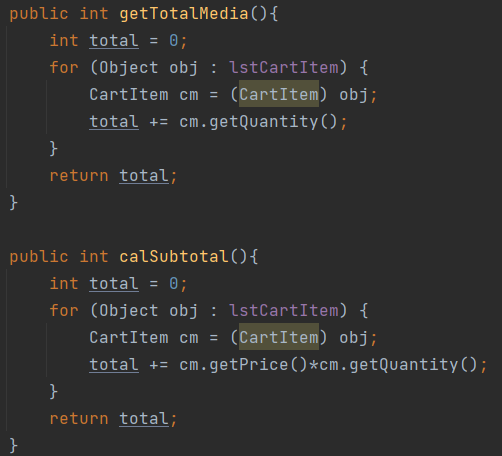 public int getTotalMedia(){
    int total = 0;
    for (Object obj : lstCartItem) {
        CartItem cm = (CartItem) obj;
        total += cm.getQuantity();
    }
    return total;
}

public int calSubtotal(){
    int total = 0;
    for (Object obj : lstCartItem) {
        CartItem cm = (CartItem) obj;
        total += cm.getPrice()*cm.getQuantity();
    }
    return total;
}